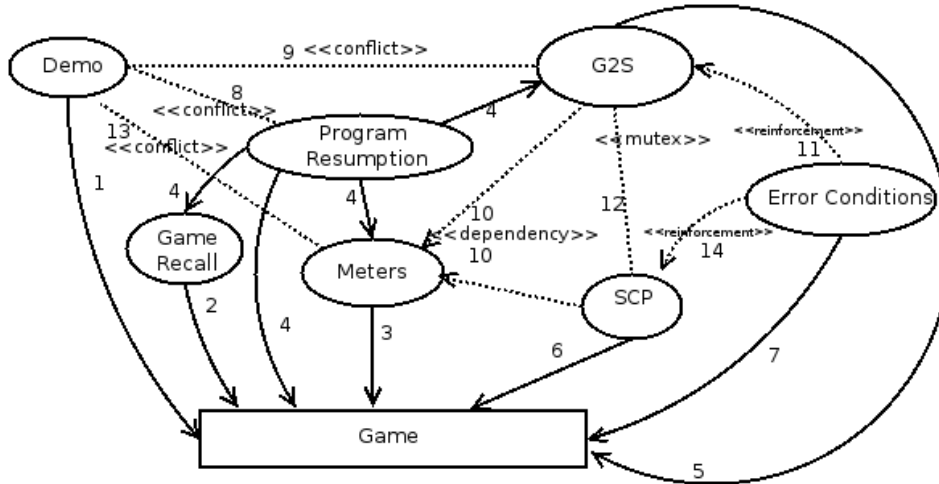 9
<<conflict>>
Demo
G2S
8
<<conflict>>
4
13
<<conflict>>
Program
Resumption
<<mutex>>
<<reinforcement>>
11
1
4
4
Error Conditions
10
12
<<dependency>>
<<reinforcement>>
10
14
Game
Recall
Meters
SCP
2
4
3
6
7
Game
5